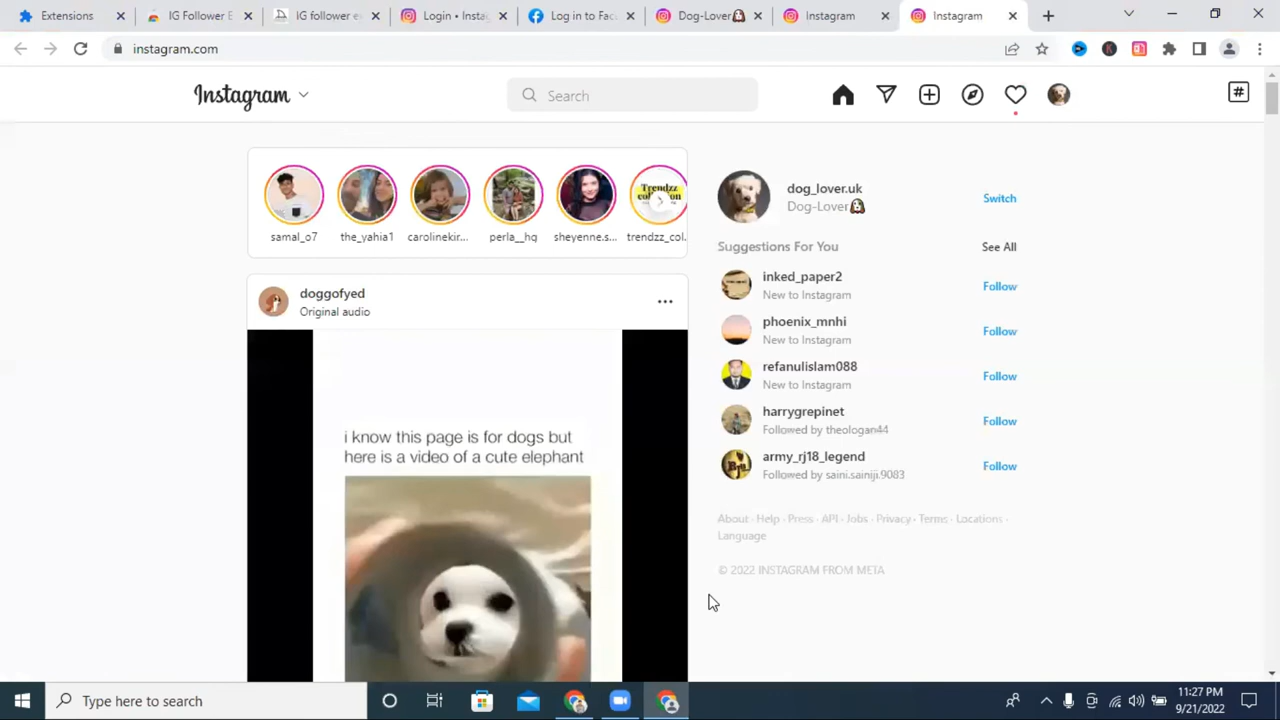 Extensions
IG Follower E
IG follower e
Login • Insta
Log in to Fac
Dog-Lover
Instagram
Instagram
instagram.com
Instagram
Search
samal_o7
the_yahia1
carolinekir...
perla__hq
sheyenne.s...
trendzz_col...
Trendzz
dog_lover.uk
Dog-Lover
Switch
Suggestions For You
See All
inked_paper2
New to Instagram
Follow
phoenix_mnhi
New to Instagram
Follow
refanulislam088
New to Instagram
Follow
harrygrepinet
Followed by theologan44
Follow
army_rj18_legend
Followed by saini.sainiji.9083
Follow
About · Help · Press · API · Jobs · Privacy · Terms · Locations ·
Language
© 2022 INSTAGRAM FROM META
doggofyed
Original audio
i know this page is for dogs but
here is a video of a cute elephant
Type here to search
11:27 PM
9/21/2022